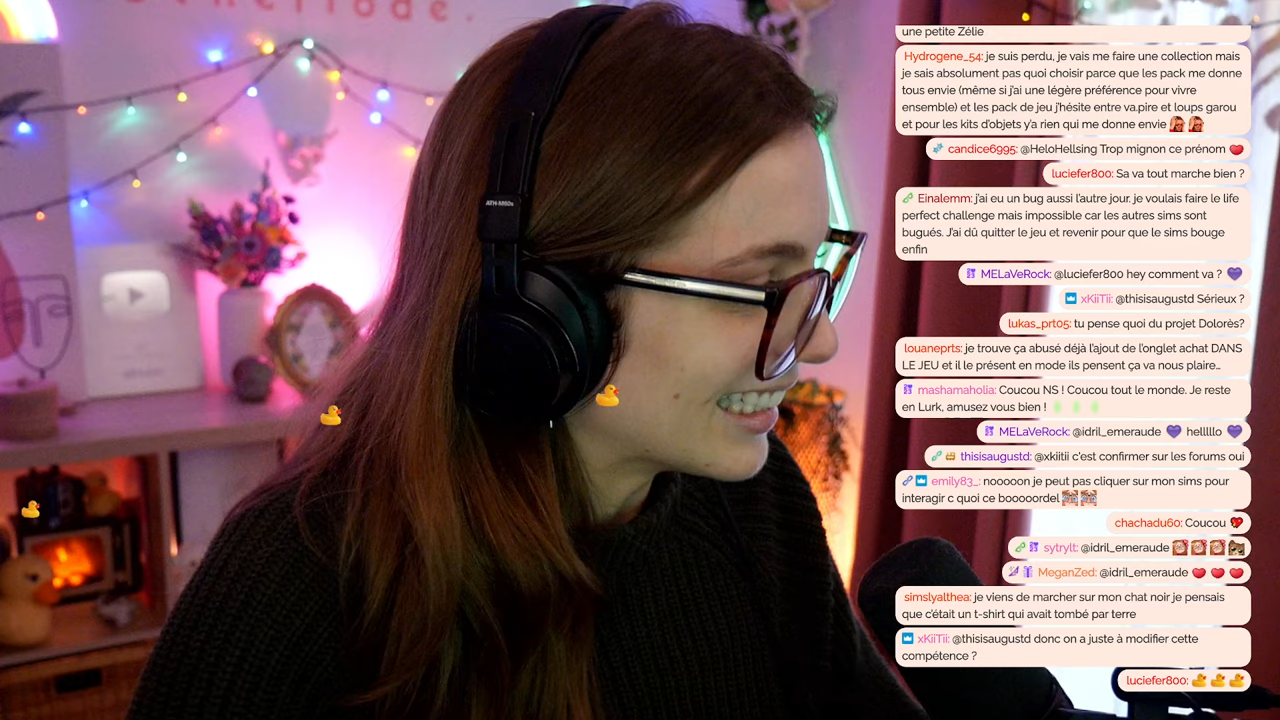 une petite Zélie
Hydrogene_54: je suis perdu, je vais me faire une collection mais
je sais absolument pas quoi choisir parce que les pack me donne
tous envie (même si j'ai une légère préférence pour vivre
ensemble) et les pack de jeu j'hésite entre va.pire et loups garou
et pour les kits d'objets y'a rien qui me donne envie
candice6995: @HeloHellsing Trop mignon ce prénom
luciefer800: Sa va tout marche bien ?
Einalemm: j'ai eu un bug aussi l'autre jour, je voulais faire le life
perfect challenge mais impossible car les autres sims sont
bugués. J'ai dû quitter le jeu et revenir pour que le sims bouge
enfin
MELaVeRock: @luciefer800 hey comment va ?
xKiiTii: @thisisaugustd Sérieux ?
lukas_prt05: tu pense quoi du projet Dolorès?
louaneprts: je trouve ça abusé déjà l'ajout de l'onglet achat DANS
LE JEU et il le présent en mode ils pensent ça va nous plaire...
mashamaholia: Coucou NS ! Coucou tout le monde. Je reste
en Lurk, amusez vous bien !
MELaVeRock: @idril_emeraude helllllo
thisisaugustd: @xkiitii c'est confirmer sur les forums oui
emily83_: nooooon je peut pas cliquer sur mon sims pour
interagir c quoi ce booooordel
chachadu60: Coucou
sytrylt: @idril_emeraude
MeganZed: @idril_emeraude
simslyalthea: je viens de marcher sur mon chat noir je pensais
que c'était un t-shirt qui avait tombé par terre
xKiiTii: @thisisaugustd donc on a juste à modifier cette
compétence ?
luciefer800:
ATH-M50s